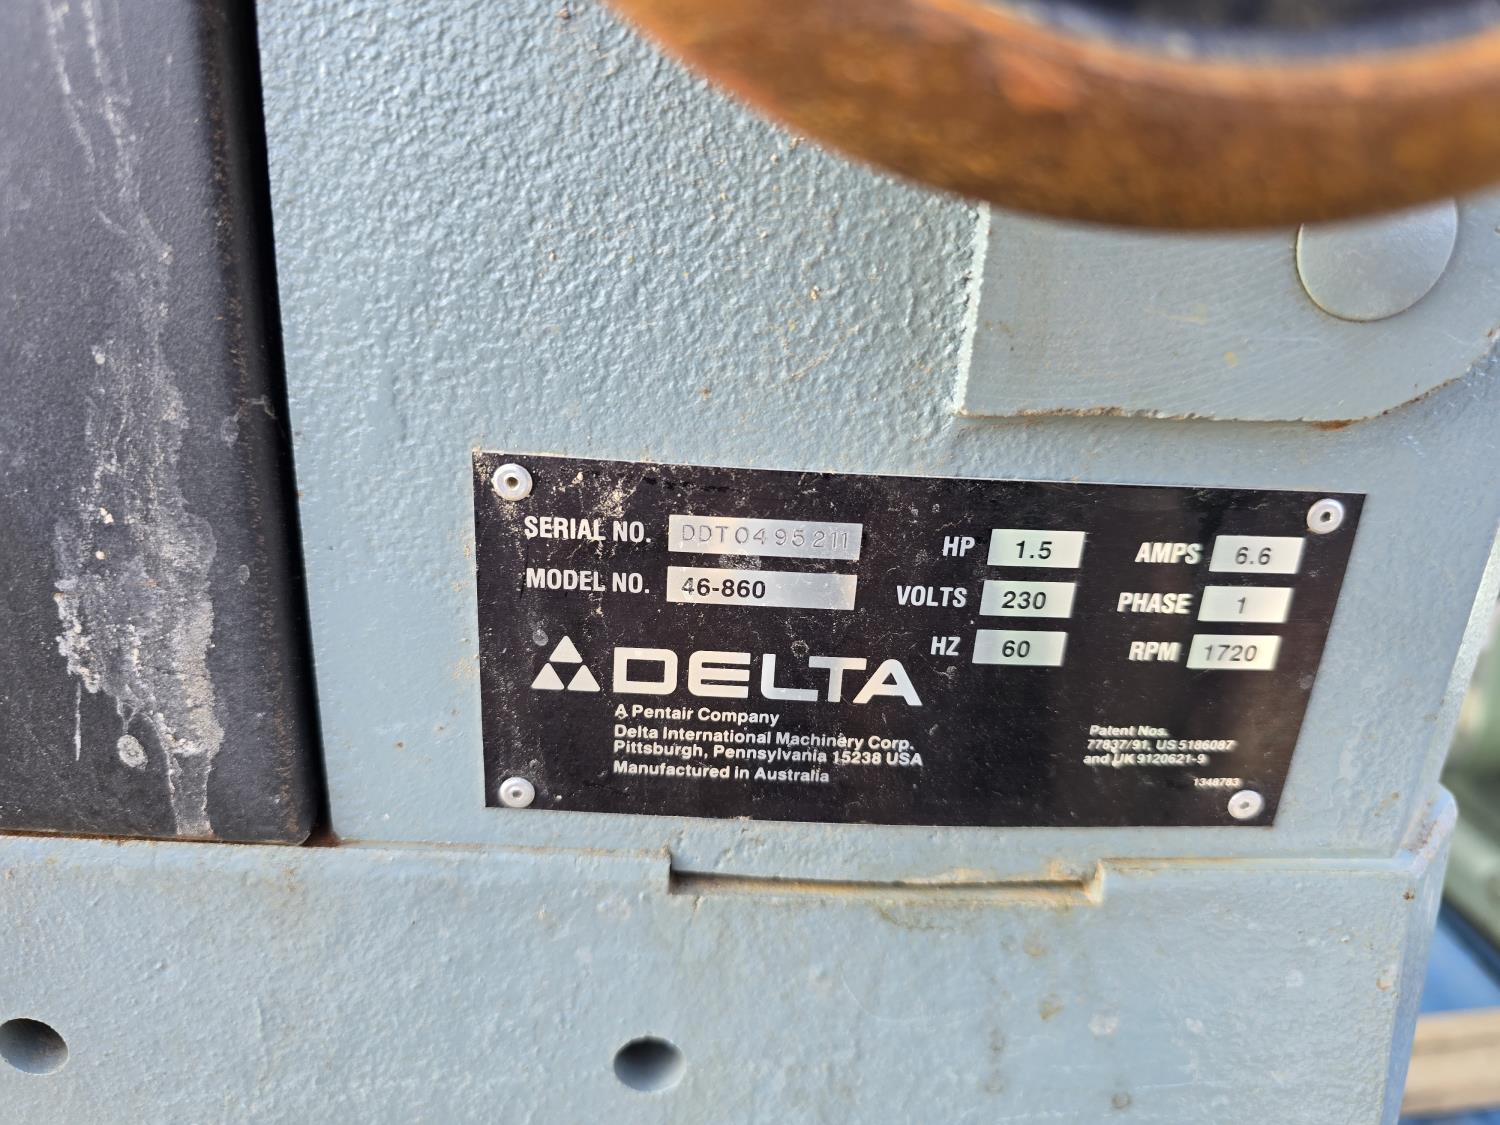 SERIAL NO. DDT0495211
MODEL NO. 46-860
HP 1.5
VOLTS 230
HZ 60
AMPS 6.6
PHASE 1
RPM 1720
DELTA
A Pentair Company
Delta International Machinery Corp.
Pittsburgh, Pennsylvania 15238 USA
Manufactured in Australia
Patent Nos.
77837/91, US 5186087
and UK 9120621-9
1348783